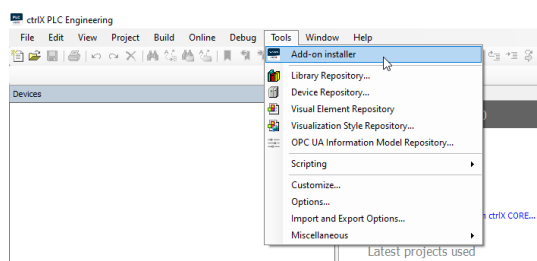 ctrlX PLC Engineering
File Edit View Project Build Online Debug Tools Window Help
Add-on installer
Devices
Library Repository...
Device Repository...
Visual Element Repository
Visualization Style Repository...
OPC UA Information Model Repository...
Scripting
Customize...
Options...
Import and Export Options...
Miscellaneous
ctrlX CORE...
Latest projects used